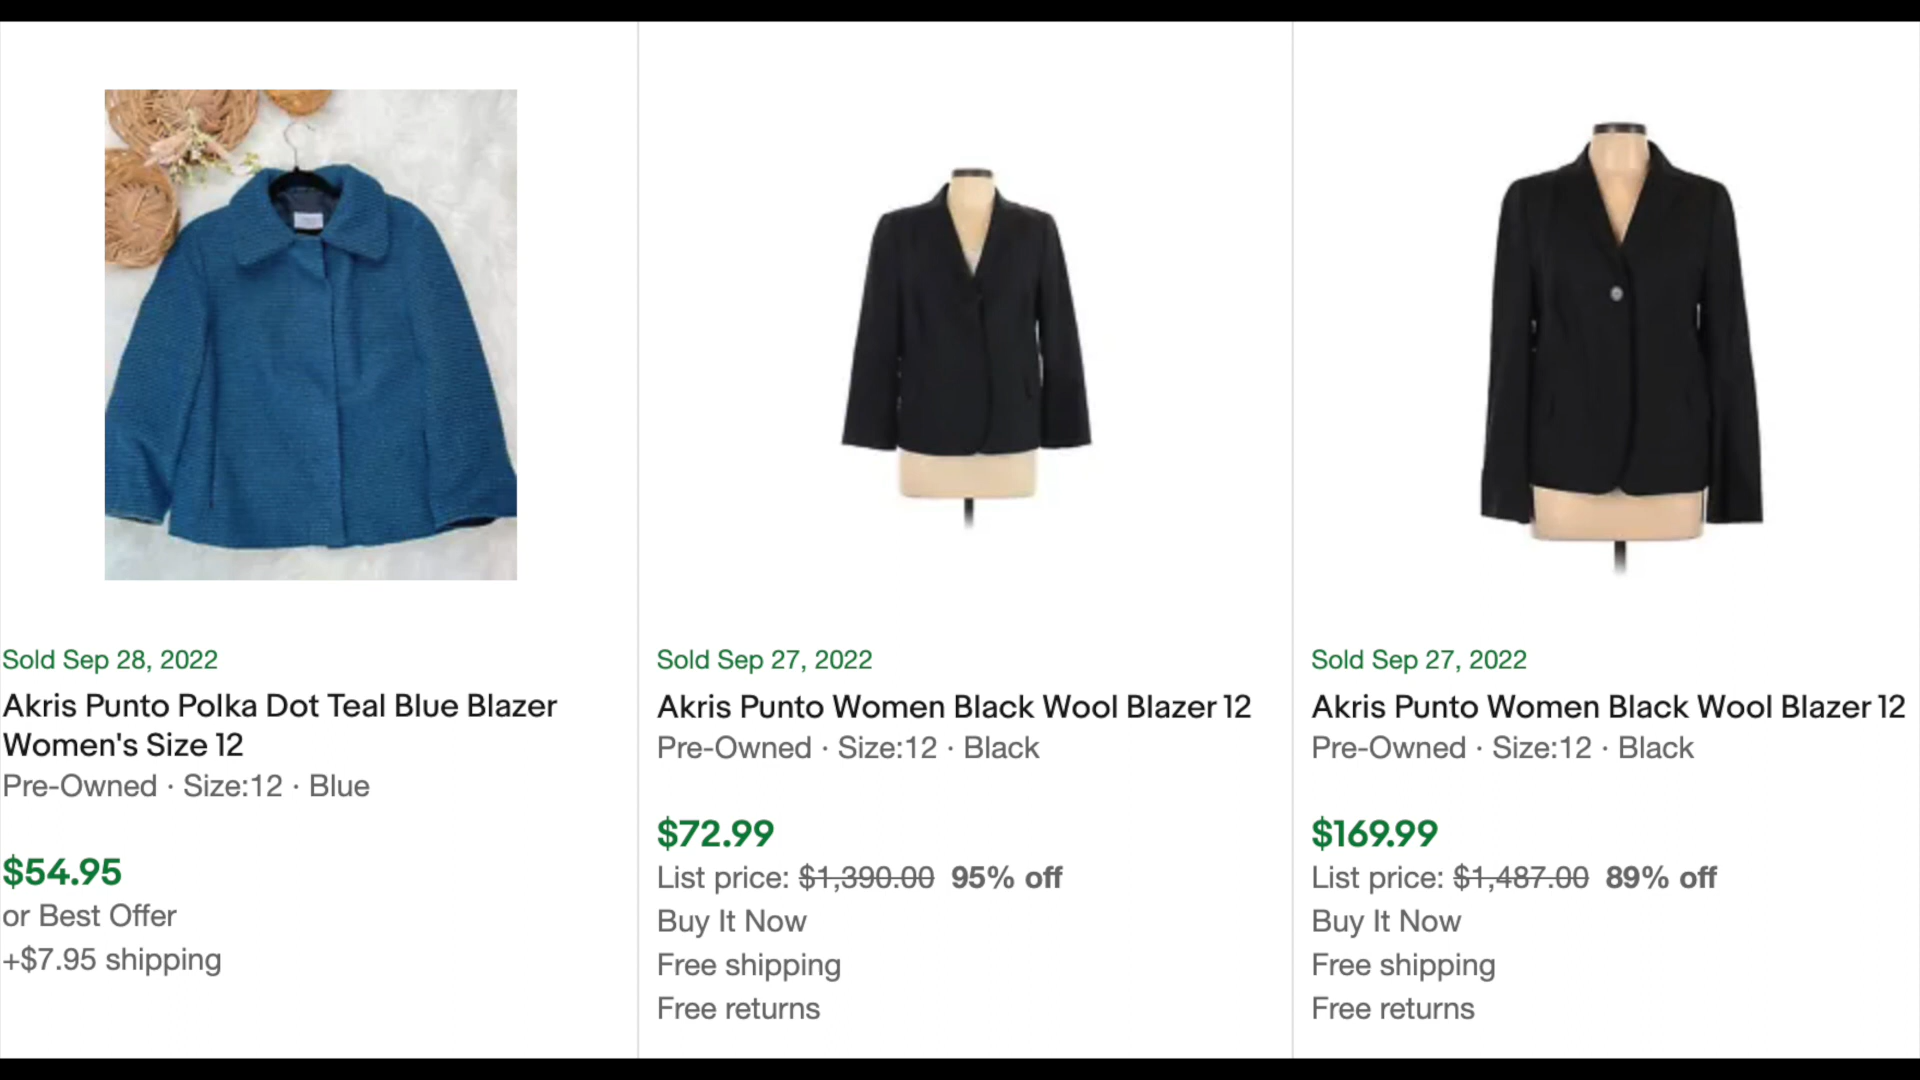 Sold Sep 28, 2022
Akris Punto Polka Dot Teal Blue Blazer
Women's Size 12
Pre-Owned · Size:12 · Blue
$54.95
or Best Offer
+$7.95 shipping
Sold Sep 27, 2022
Akris Punto Women Black Wool Blazer 12
Pre-Owned · Size:12 · Black
$72.99
List price: $1,390.00 95% off
Buy It Now
Free shipping
Free returns
Sold Sep 27, 2022
Akris Punto Women Black Wool Blazer 12
Pre-Owned · Size:12 · Black
$169.99
List price: $1,487.00 89% off
Buy It Now
Free shipping
Free returns